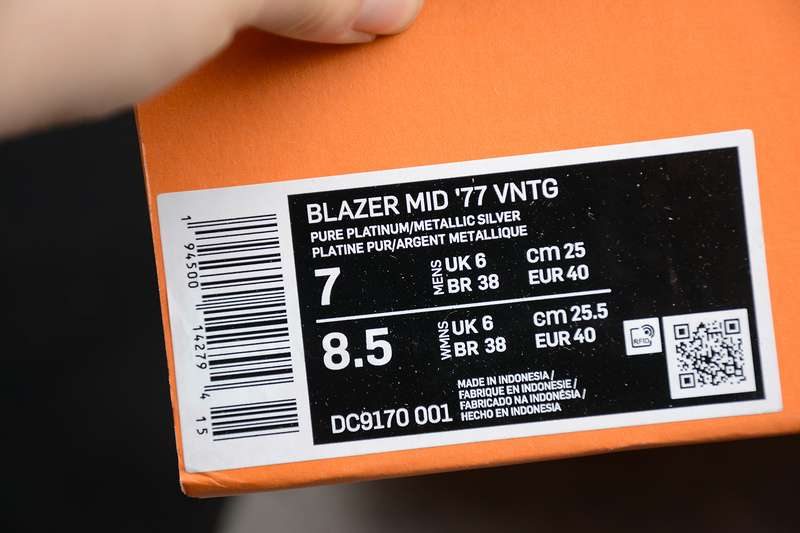 BLAZER MID '77 VNTG
PURE PLATINUM/METALLIC SILVER
PLATINE PUR/ARGENT METALLIQUE
7 MENS UK 6 cm 25
BR 38 EUR 40
8.5 WMNS UK 6 cm 25.5
BR 38 EUR 40
RFID
DC9170 001
MADE IN INDONESIA /
FABRIQUE EN INDONESIE /
FABRICADO NA INDONÉSIA /
HECHO EN INDONESIA
1 94500 14279 4 15